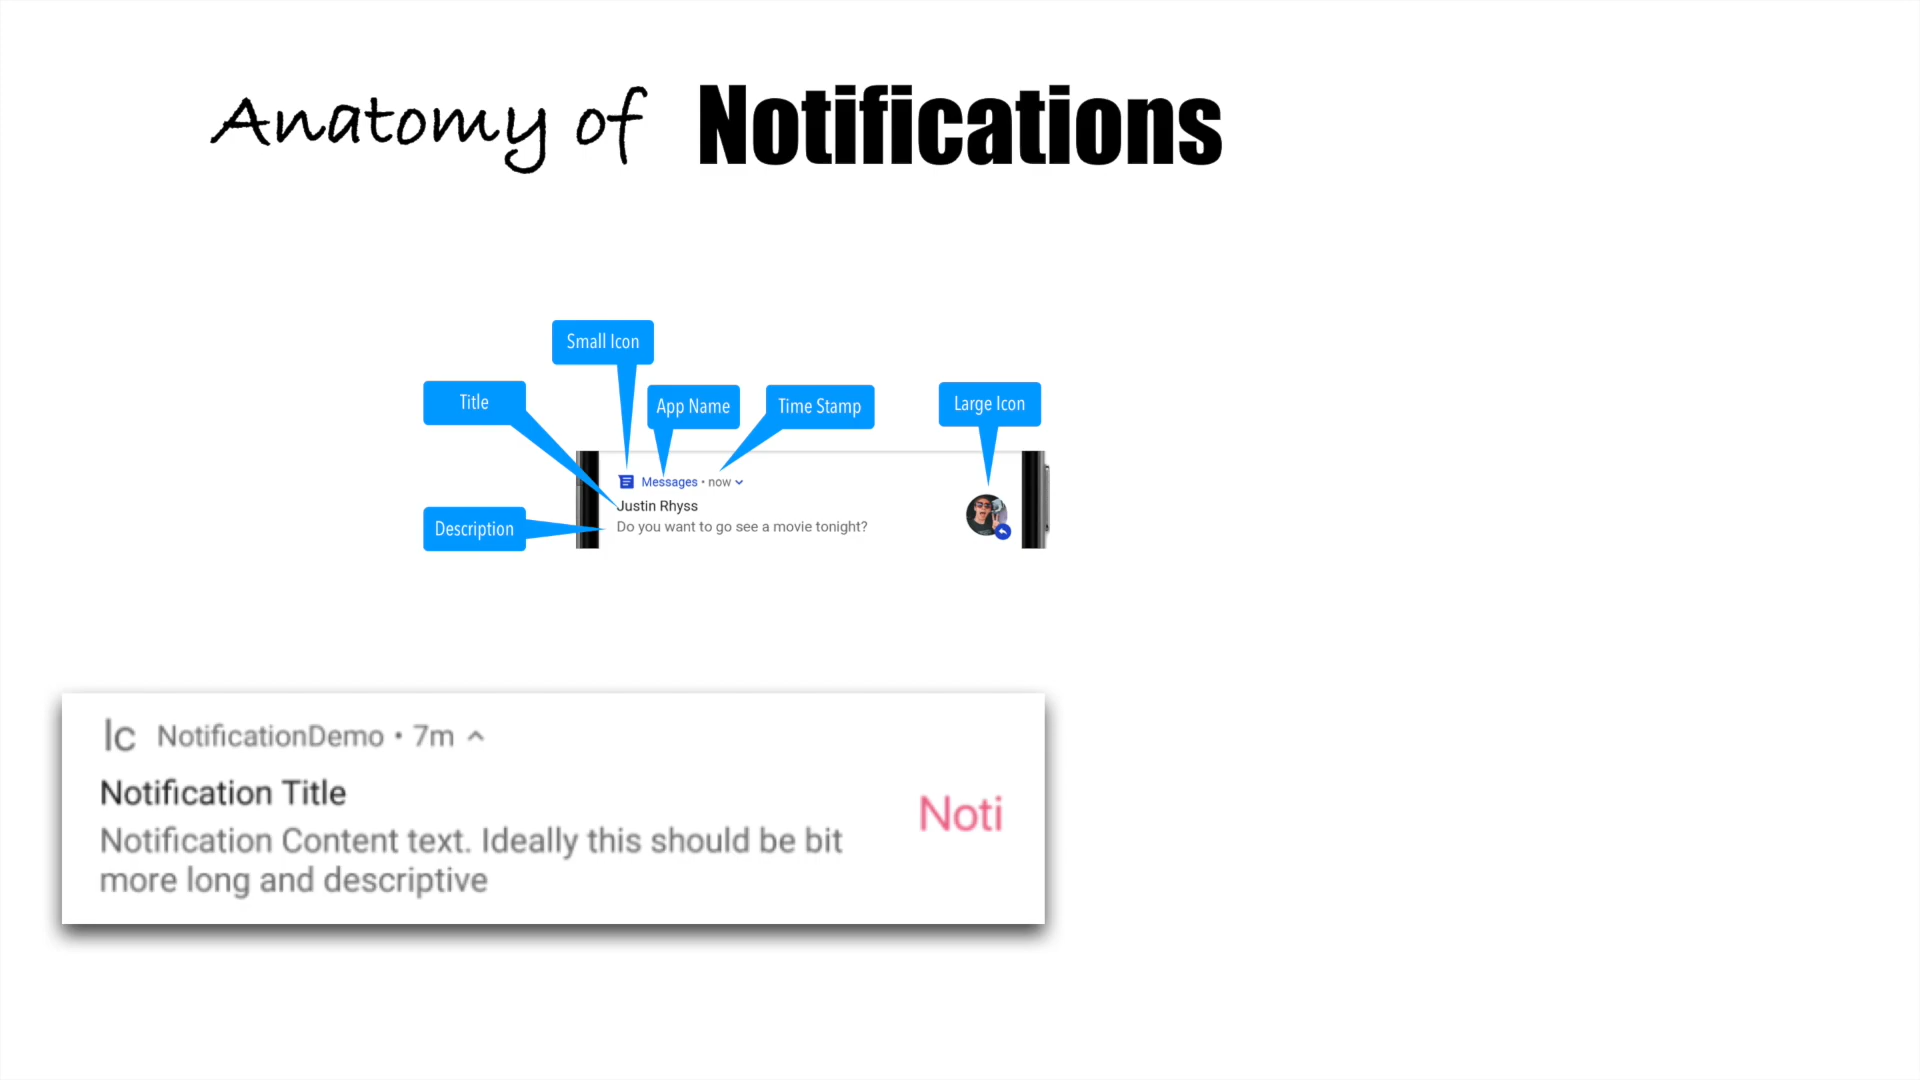 Anatomy of Notifications
Small Icon
Title
App Name
Time Stamp
Large Icon
Messages • now
Justin Rhyss
Description
Do you want to go see a movie tonight?
Ic NotificationDemo • 7m
Notification Title
Noti
Notification Content text. Ideally this should be bit
more long and descriptive